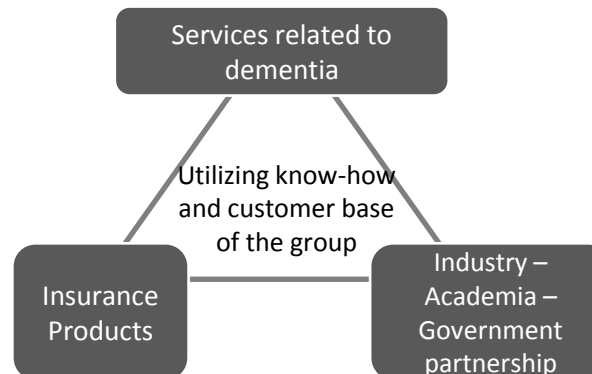 Services related to
dementia
Utilizing know-how
and customer base
of the group
Insurance
Products
Industry –
Academia –
Government
partnership